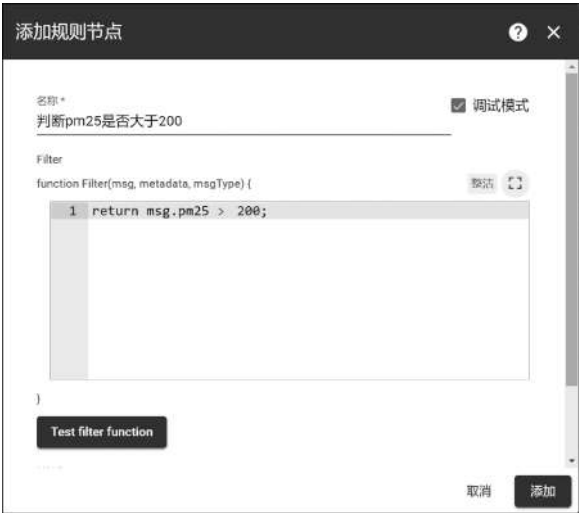 添加规则节点
名称 *
判断pm25是否大于200
调试模式
Filter
function Filter(msg, metadata, msgType) {
整洁
1 return msg.pm25 > 200;
}
Test filter function
取消
添加